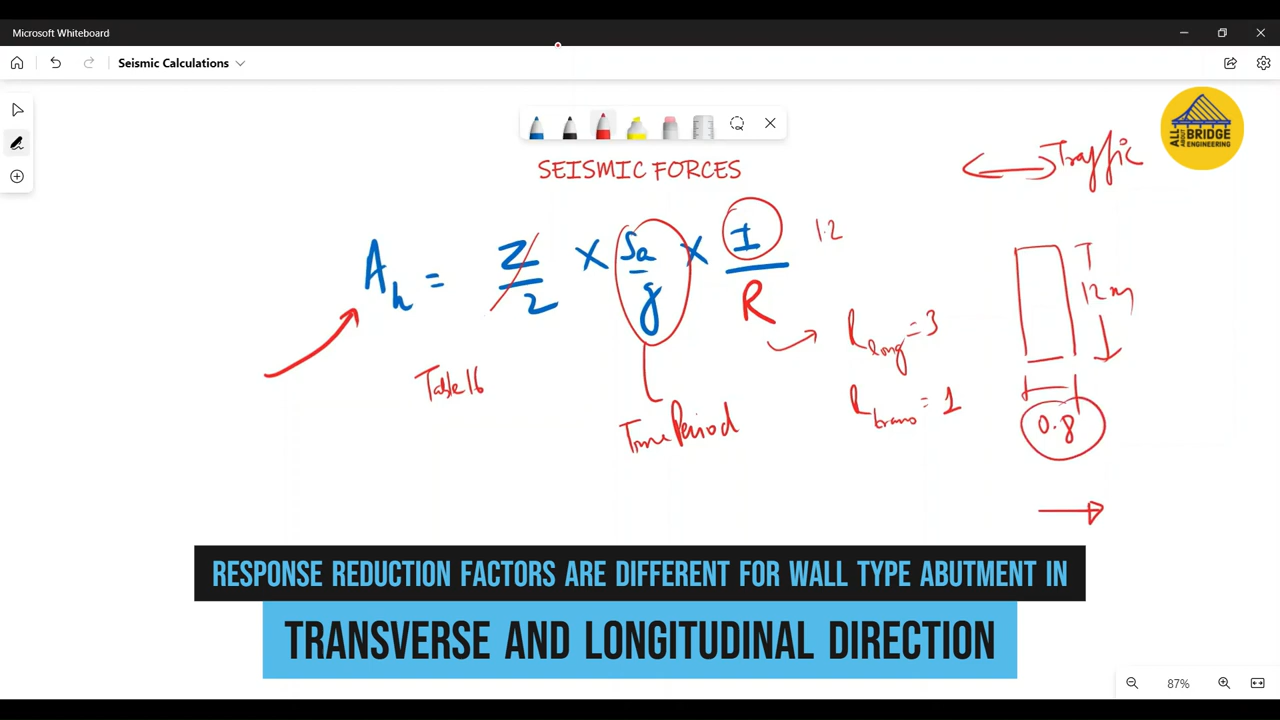 Microsoft Whiteboard
Seismic Calculations
ALL ABOUT BRIDGE ENGINEERING
SEISMIC FORCES
Traffic
Ah = Z/2 × Sa/g × I/R
1.2
12m
Rlong = 3
Rtrans = 1
Table 16
Time Period
0.8
RESPONSE REDUCTION FACTORS ARE DIFFERENT FOR WALL TYPE ABUTMENT IN
TRANSVERSE AND LONGITUDINAL DIRECTION
87%